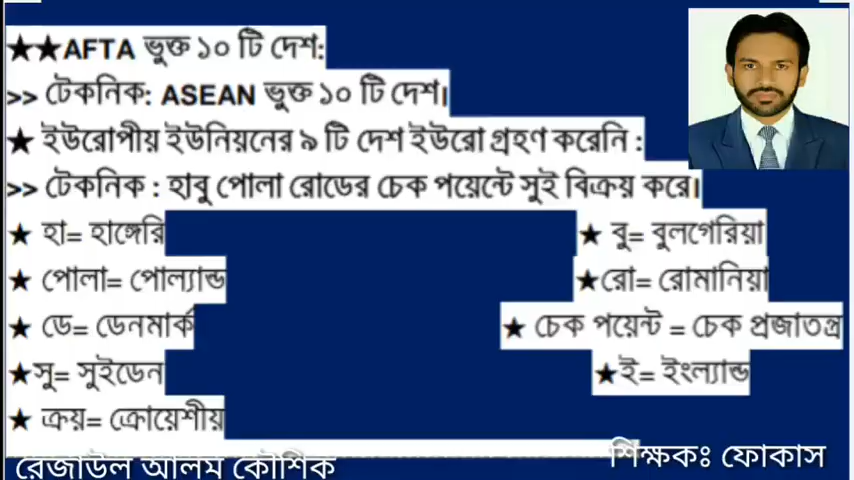 ★★AFTA ভুক্ত ১০ টি দেশ:
>> টেকনিক: ASEAN ভুক্ত ১০ টি দেশ।
★ ইউরোপীয় ইউনিয়নের ৯ টি দেশ ইউরো গ্রহণ করেনি :
>> টেকনিক : হাবু পোলা রোডের চেক পয়েন্টে সুই বিক্রয় করে।
★ হা= হাঙ্গেরি ★ বু= বুলগেরিয়া
★ পোলা= পোল্যান্ড ★রো= রোমানিয়া
★ ডে= ডেনমার্ক ★ চেক পয়েন্ট = চেক প্রজাতন্ত্র
★সু= সুইডেন ★ই= ইংল্যান্ড
★ ক্রয়= ক্রোয়েশীয়
রেজাউল আলম কৌশিক শিক্ষকঃ ফোকাস